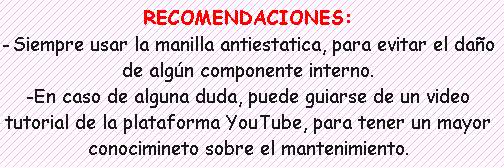 RECOMENDACIONES:
- Siempre usar la manilla antiestatica, para evitar el daño
de algún componente interno.
-En caso de alguna duda, puede guiarse de un video
tutorial de la plataforma YouTube, para tener un mayor
conocimineto sobre el mantenimiento.